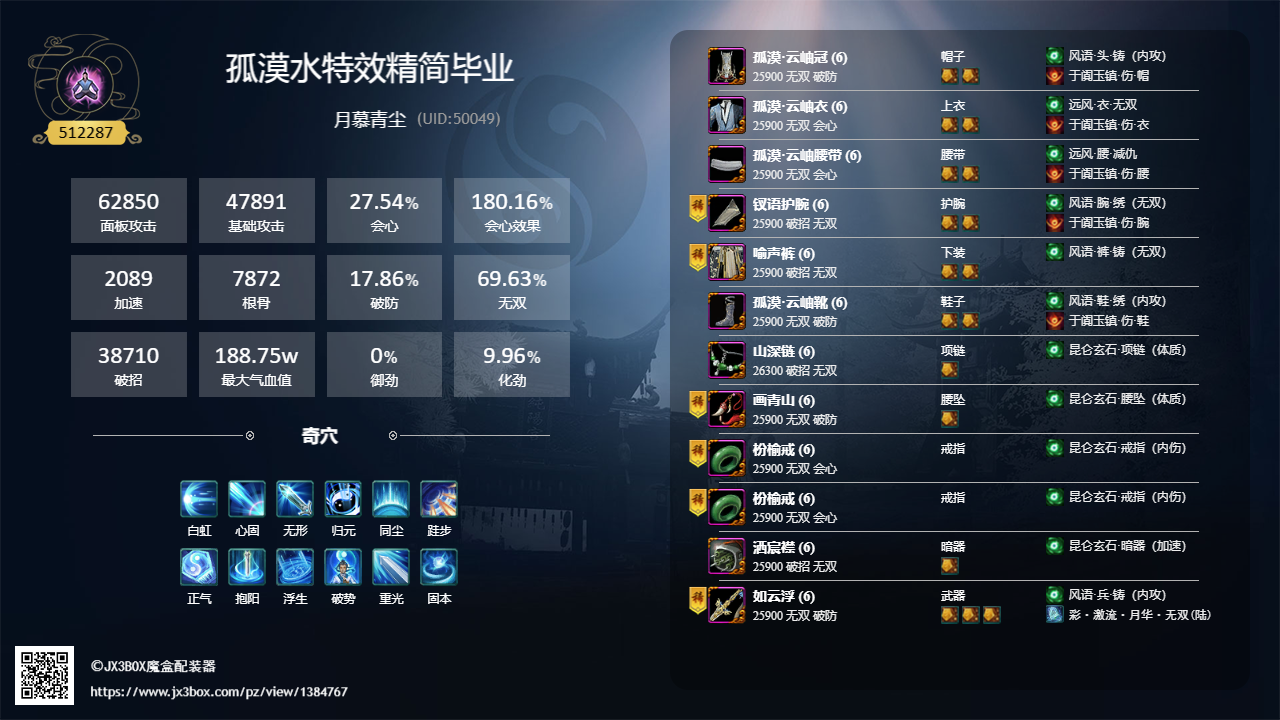 孤漠水特效精简毕业
月慕青尘 (UID:50049)
512287
62850
面板攻击
47891
基础攻击
27.54%
会心
180.16%
会心效果
2089
加速
7872
根骨
17.86%
破防
69.63%
无双
38710
破招
188.75w
最大气血值
0%
御劲
9.96%
化劲
奇穴
白虹 心固 无形 归元 同尘 跬步
正气 抱阳 浮生 破势 重光 固本
©JX3BOX魔盒配装器
https://www.jx3box.com/pz/view/1384767
孤漠·云岫冠 (6) 帽子 风语·头·铸（内攻）
25900 无双 破防 于阗玉镇·伤·帽
孤漠·云岫衣 (6) 上衣 远风·衣·无双
25900 无双 会心 于阗玉镇·伤·衣
孤漠·云岫腰带 (6) 腰带 远风·腰·减仇
25900 无双 会心 于阗玉镇·伤·腰
稀 钗语护腕 (6) 护腕 风语·腕·绣（无双）
25900 破招 无双 于阗玉镇·伤·腕
稀 喻声裤 (6) 下装 风语·裤·铸（无双）
25900 破招 无双
孤漠·云岫靴 (6) 鞋子 风语·鞋·绣（内攻）
25900 无双 破防 于阗玉镇·伤·鞋
山深链 (6) 项链 昆仑玄石·项链（体质）
26300 破招 无双
稀 画青山 (6) 腰坠 昆仑玄石·腰坠（体质）
25900 无双 破防
稀 枌榆戒 (6) 戒指 昆仑玄石·戒指（内伤）
25900 无双 会心
稀 枌榆戒 (6) 戒指 昆仑玄石·戒指（内伤）
25900 无双 会心
洒宸襟 (6) 暗器 昆仑玄石·暗器（加速）
25900 破招 无双
稀 如云浮 (6) 武器 风语·兵·铸（内攻）
25900 无双 破防 彩·激流·月华·无双(陆)